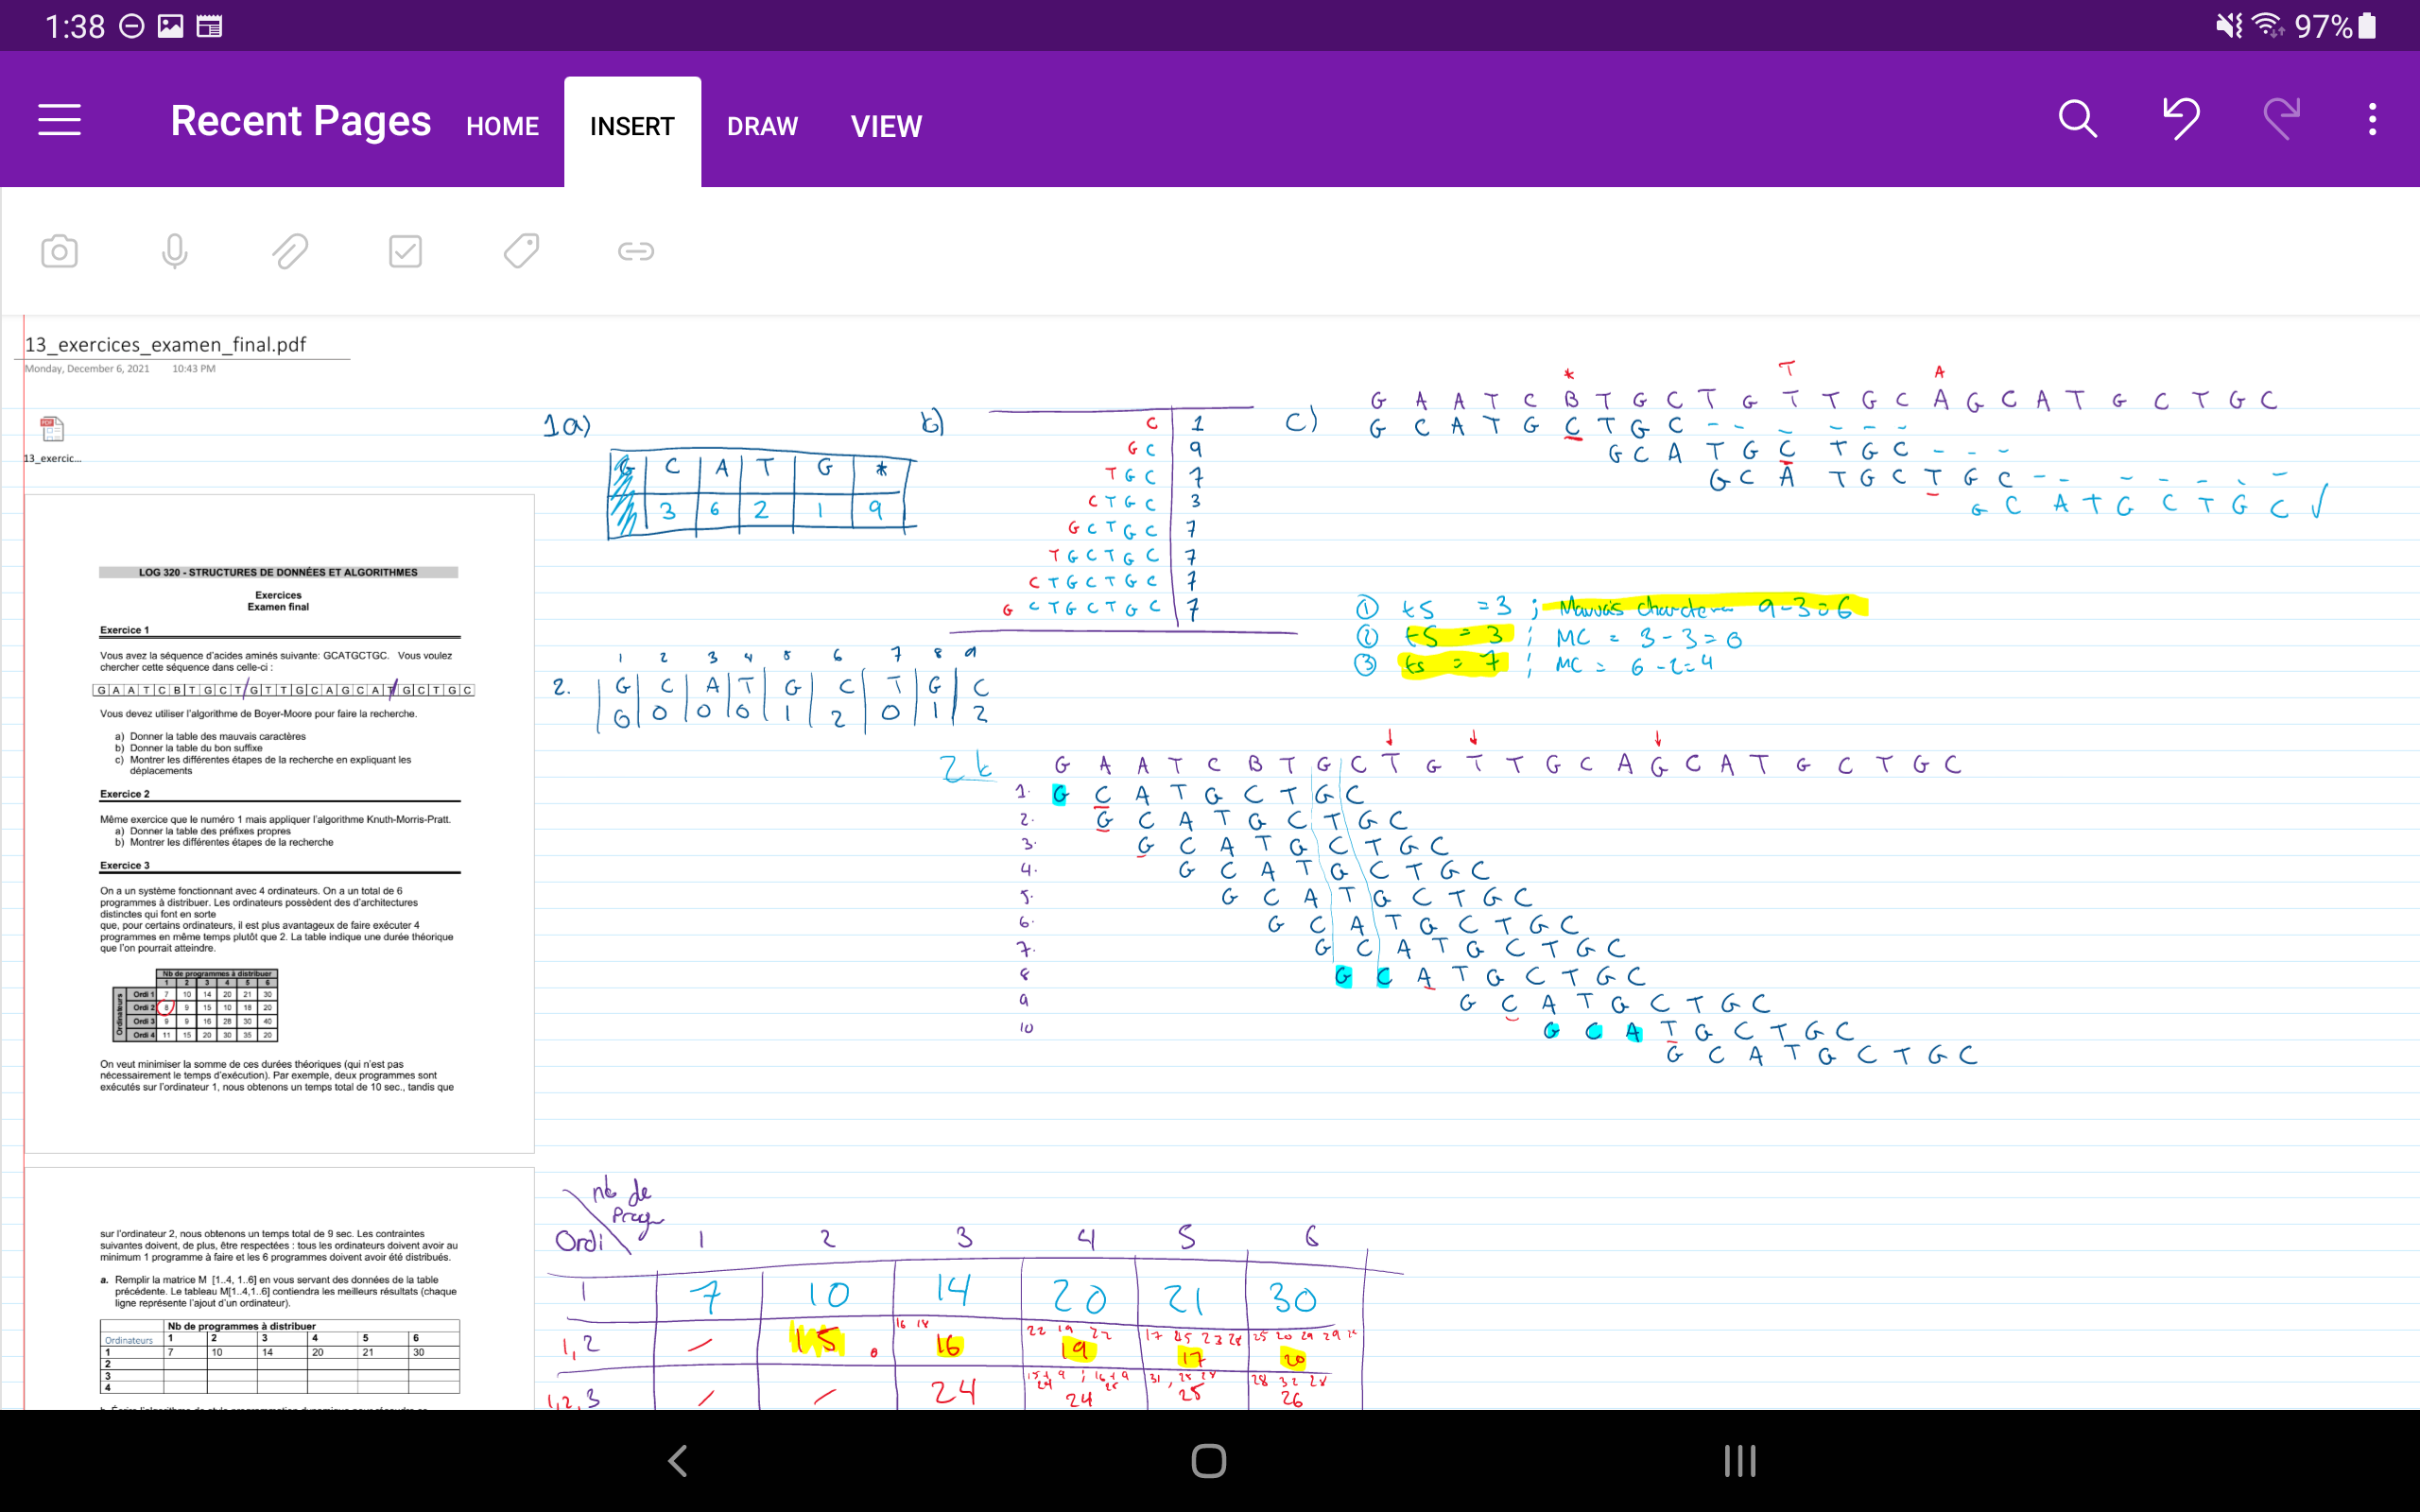 1:38 97%
Recent Pages HOME INSERT DRAW VIEW
13_exercices_examen_final.pdf
Monday, December 6, 2021 10:43 PM
13_exercic...
LOG 320 - STRUCTURES DE DONNÉES ET ALGORITHMES
Exercices
Examen final
Exercice 1
Vous avez la séquence d'acides aminés suivante: GCATGCTGC. Vous voulez
chercher cette séquence dans celle-ci :
G A A T C B T G C T G T T G C A G C A T G C T G C
Vous devez utiliser l'algorithme de Boyer-Moore pour faire la recherche.
a) Donner la table des mauvais caractères
b) Donner la table du bon suffixe
c) Montrer les différentes étapes de la recherche en expliquant les
déplacements
Exercice 2
Même exercice que le numéro 1 mais appliquer l'algorithme Knuth-Morris-Pratt.
a) Donner la table des préfixes propres
b) Montrer les différentes étapes de la recherche
Exercice 3
On a un système fonctionnant avec 4 ordinateurs. On a un total de 6
programmes à distribuer. Les ordinateurs possèdent des d'architectures
distinctes qui font en sorte
que, pour certains ordinateurs, il est plus avantageux de faire exécuter 4
programmes en même temps plutôt que 2. La table indique une durée théorique
que l'on pourrait atteindre.
Nb de programmes à distribuer
1 2 3 4 5 6
Ordinateurs
Ordi 1 7 10 14 20 21 30
Ordi 2 8 9 15 10 18 20
Ordi 3 9 9 16 28 30 40
Ordi 4 11 15 20 30 35 20
On veut minimiser la somme de ces durées théoriques (qui n'est pas
nécessairement le temps d'exécution). Par exemple, deux programmes sont
exécutés sur l'ordinateur 1, nous obtenons un temps total de 10 sec., tandis que
sur l'ordinateur 2, nous obtenons un temps total de 9 sec. Les contraintes
suivantes doivent, de plus, être respectées : tous les ordinateurs doivent avoir au
minimum 1 programme à faire et les 6 programmes doivent avoir été distribués.
a. Remplir la matrice M [1..4, 1..6] en vous servant des données de la table
précédente. Le tableau M[1..4,1..6] contiendra les meilleurs résultats (chaque
ligne représente l'ajout d'un ordinateur).
Nb de programmes à distribuer
Ordinateurs 1 2 3 4 5 6
1 7 10 14 20 21 30
2
3
4
1a)
C A T G *
3 6 2 1 9
b)
C 1
GC 9
TGC 7
CTGC 3
GCTGC 7
TGCTGC 7
CTGCTGC 7
GCTGCTGC 7
c)
* T A
G A A T C B T G C T G T T G C A G C A T G C T G C
G C A T G C T G C
G C A T G C T G C
G C A T G C T G C
G C A T G C T G C ✓
① ts = 3 ; Mauvais charactere 9-3=6
② ts = 3 ; MC = 3-3=0
③ ts = 7 ; MC = 6-2=4
1 2 3 4 5 6 7 8 9
2. G C A T G C T G C
0 0 0 0 1 2 0 1 2
G A A T C B T G C T G T T G C A G C A T G C T G C
1. G C A T G C T G C
2. G C A T G C T G C
3. G C A T G C T G C
4. G C A T G C T G C
5. G C A T G C T G C
6. G C A T G C T G C
7. G C A T G C T G C
8 G C A T G C T G C
9 G C A T G C T G C
10 G C A T G C T G C
G C A T G C T G C
nb de
Prog
Ordi 1 2 3 4 5 6
1 7 10 14 20 21 30
16 18 22 19 22
1,2 / 15 16 19 17 20
1,2,3 / / 24 24 25 26